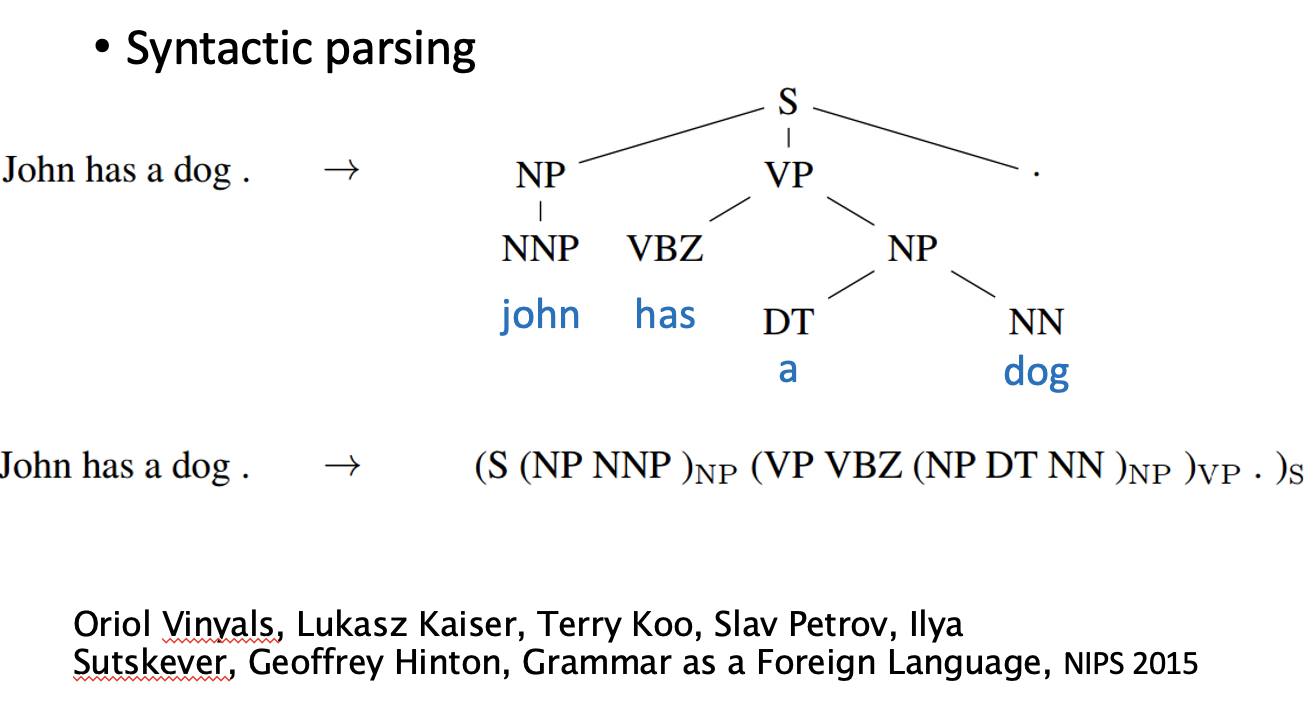 • Syntactic parsing
S
John has a dog . → NP VP .
NNP VBZ NP
john has DT NN
a dog
John has a dog . → (S (NP NNP )NP (VP VBZ (NP DT NN )NP )VP . )S
Oriol Vinyals, Lukasz Kaiser, Terry Koo, Slav Petrov, Ilya
Sutskever, Geoffrey Hinton, Grammar as a Foreign Language, NIPS 2015